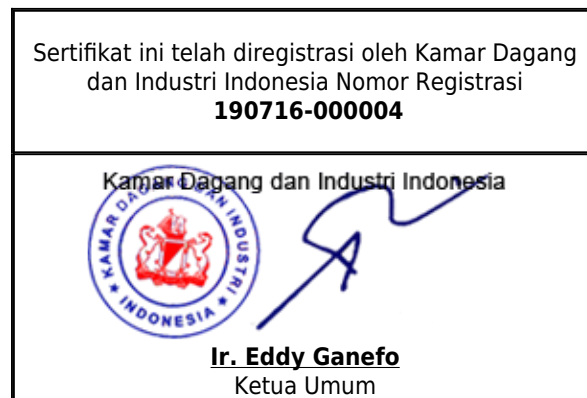 Sertifikat ini telah diregistrasi oleh Kamar Dagang
dan Industri Indonesia Nomor Registrasi
190716-000004
Kamar Dagang dan Industri Indonesia
KAMAR DAGANG DAN INDUSTRI
INDONESIA
Ir. Eddy Ganefo
Ketua Umum